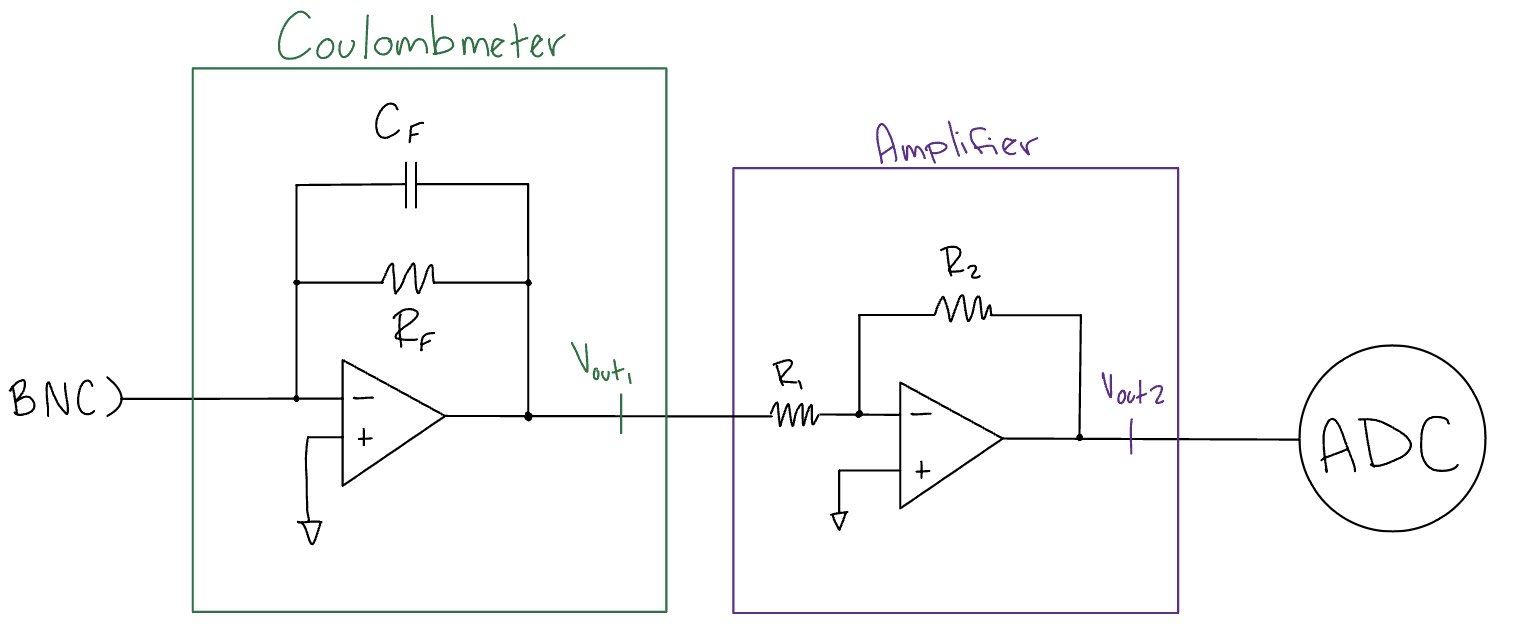 Coulombmeter
C_F
R_F
BNC)
−
+
V_out1
Amplifier
R_2
R_1
−
+
V_out2
ADC